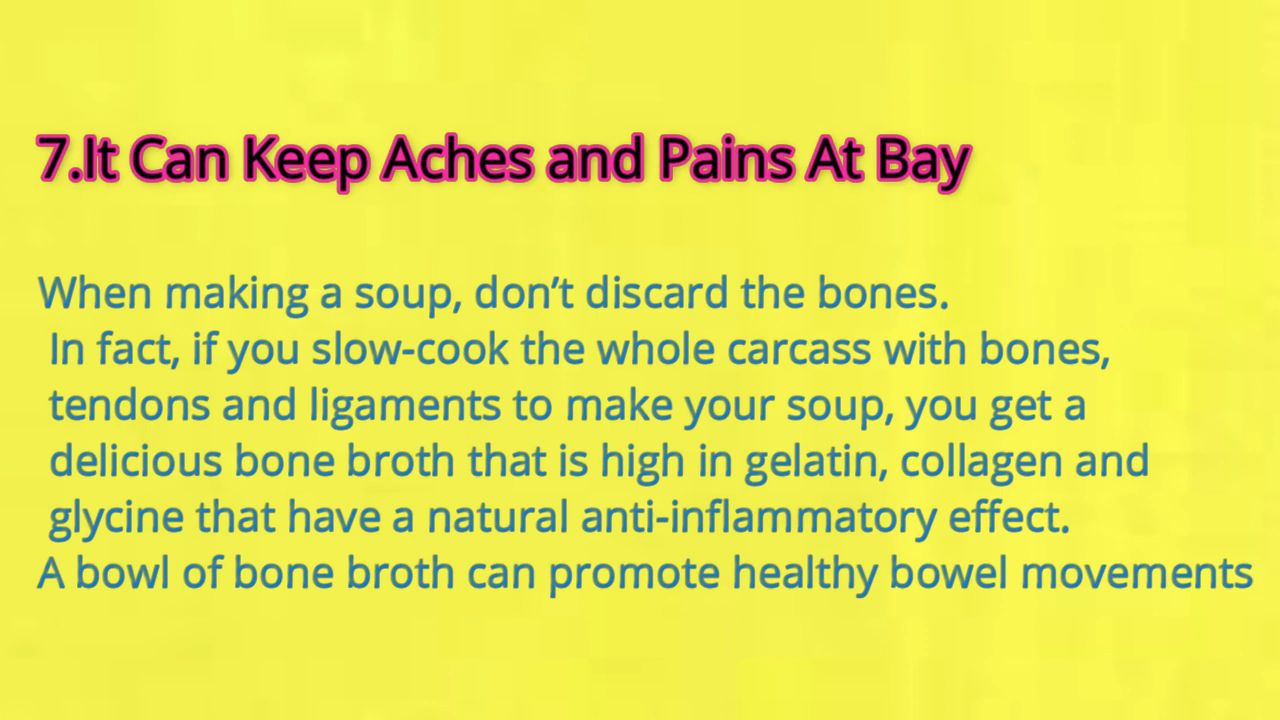 7.It Can Keep Aches and Pains At Bay
When making a soup, don’t discard the bones.
In fact, if you slow-cook the whole carcass with bones,
tendons and ligaments to make your soup, you get a
delicious bone broth that is high in gelatin, collagen and
glycine that have a natural anti-inflammatory effect.
A bowl of bone broth can promote healthy bowel movements